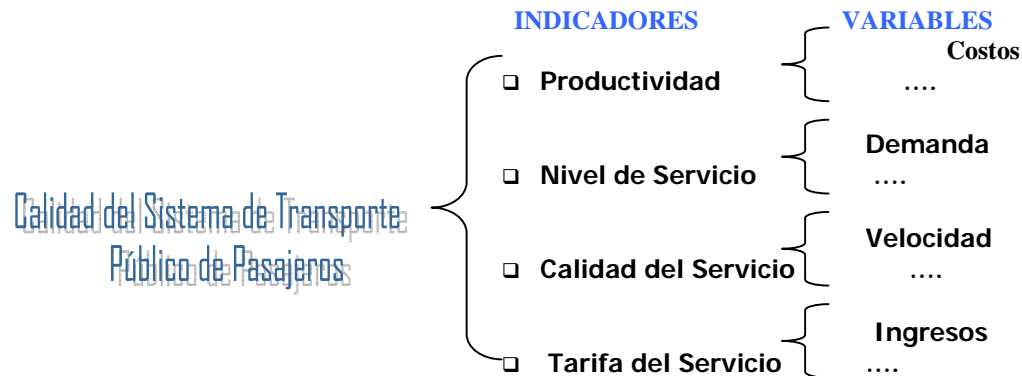 INDICADORES VARIABLES
Costos
❑ Productividad
....
Demanda
❑ Nivel de Servicio
....
Calidad del Sistema de Transporte
Público de Pasajeros
Velocidad
❑ Calidad del Servicio
....
Ingresos
❑ Tarifa del Servicio
....